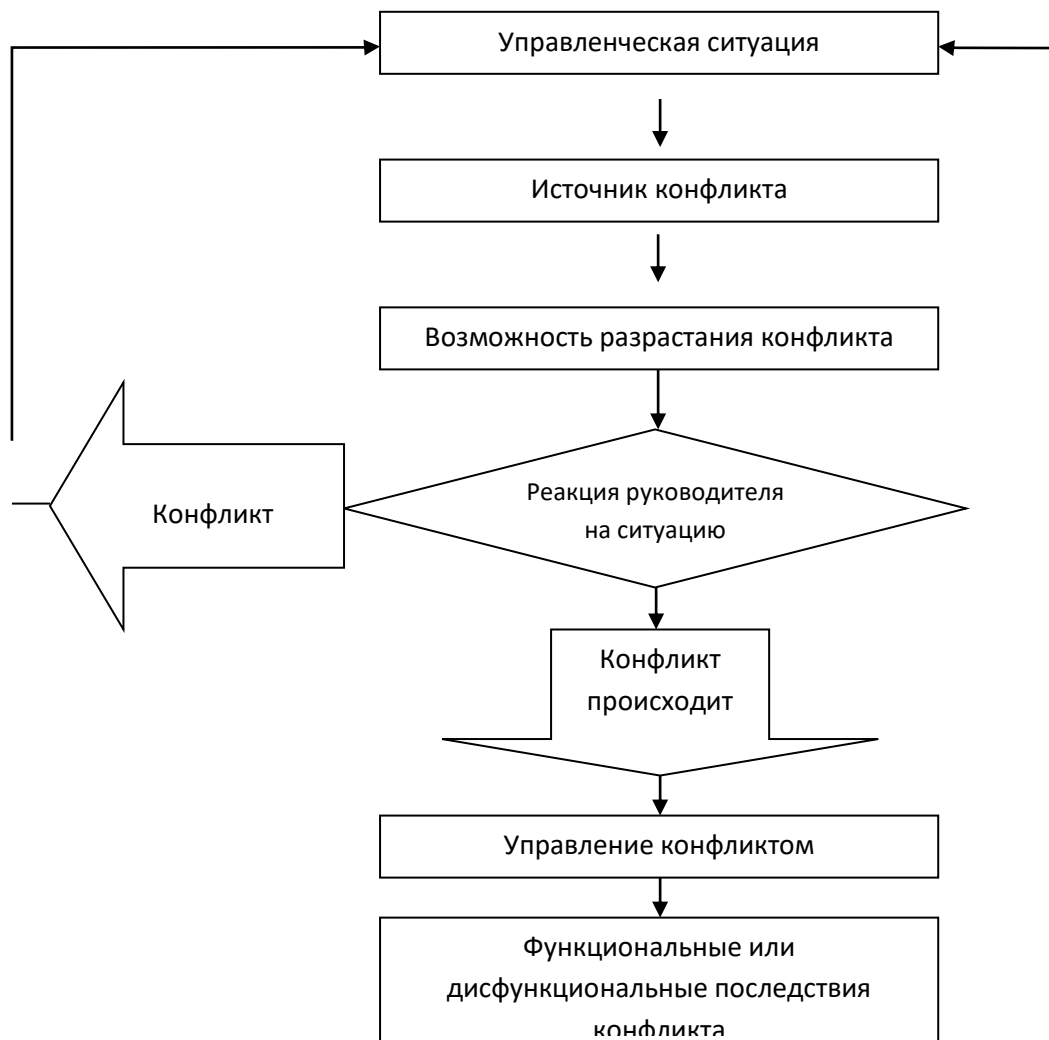 Управленческая ситуация
Источник конфликта
Возможность разрастания конфликта
Реакция руководителя
на ситуацию
Конфликт
Конфликт
происходит
Управление конфликтом
Функциональные или
дисфункциональные последствия
конфликта